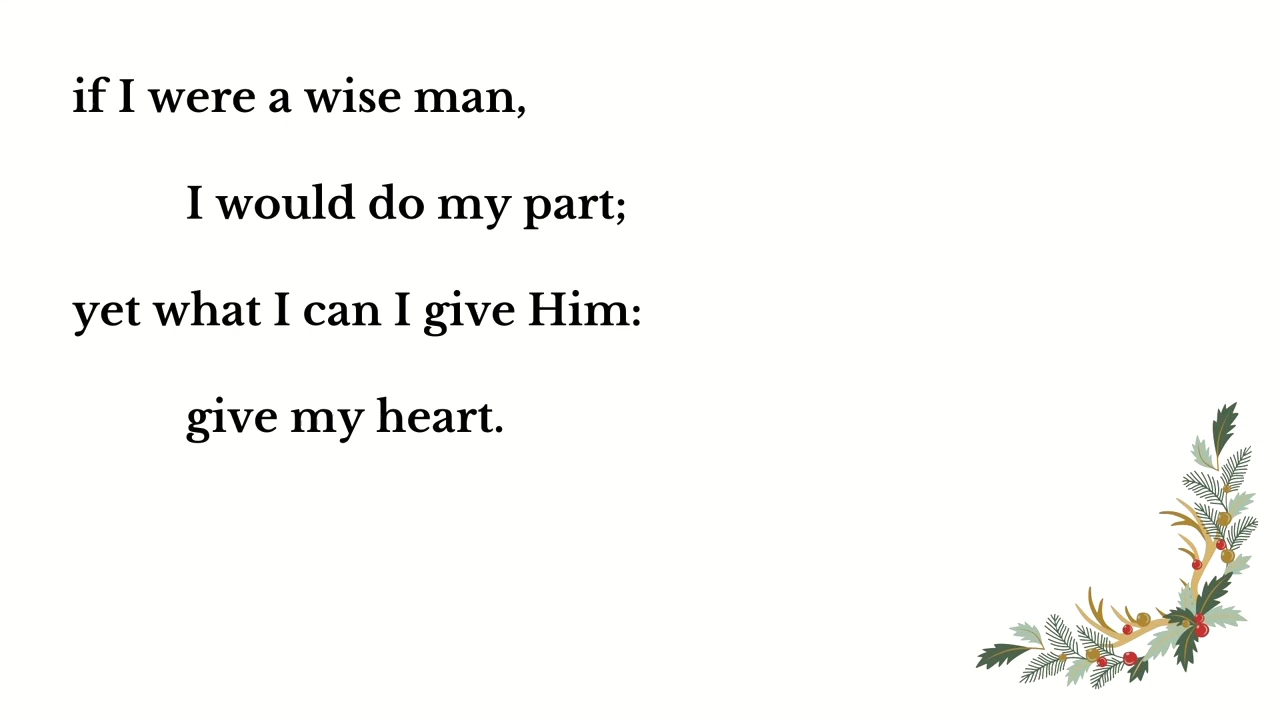 if I were a wise man,
I would do my part;
yet what I can I give Him:
give my heart.